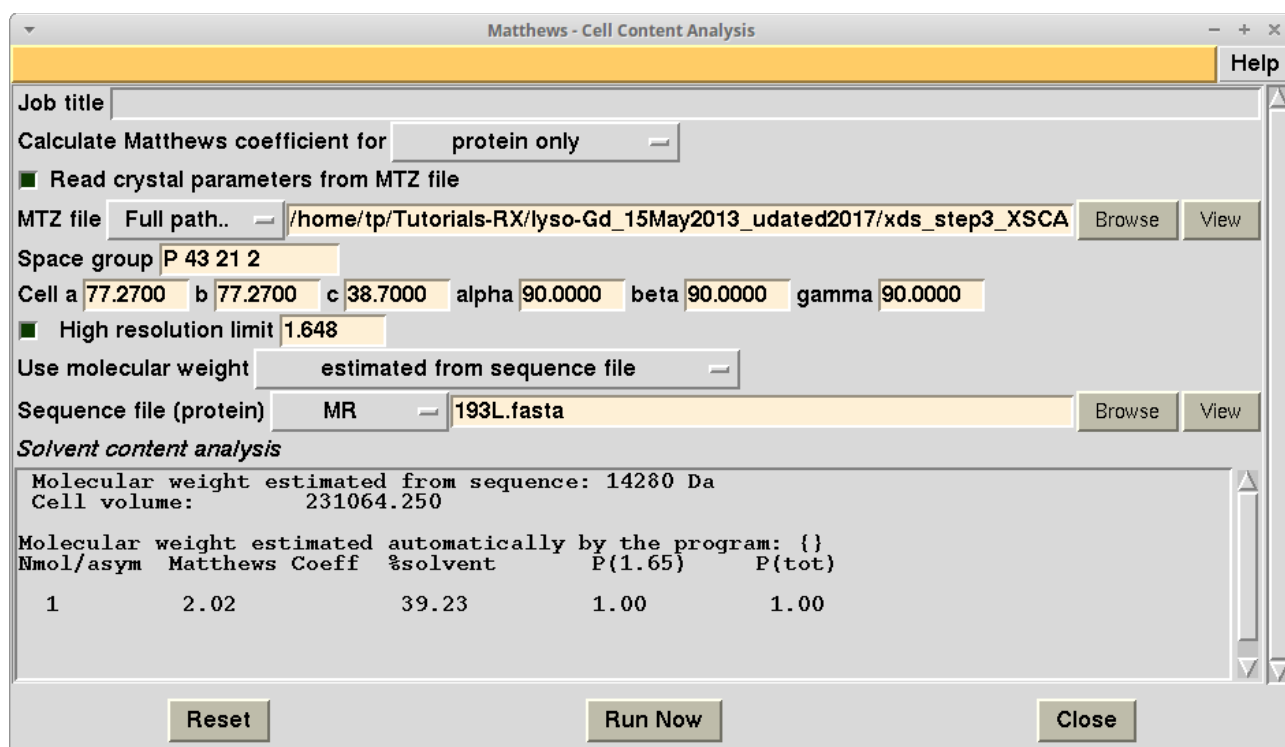 Matthews - Cell Content Analysis
Help
Job title
Calculate Matthews coefficient for protein only
Read crystal parameters from MTZ file
MTZ file Full path.. /home/tp/Tutorials-RX/lyso-Gd_15May2013_udated2017/xds_step3_XSCA Browse View
Space group P 43 21 2
Cell a 77.2700 b 77.2700 c 38.7000 alpha 90.0000 beta 90.0000 gamma 90.0000
High resolution limit 1.648
Use molecular weight estimated from sequence file
Sequence file (protein) MR 193L.fasta Browse View
Solvent content analysis
Molecular weight estimated from sequence: 14280 Da
Cell volume: 231064.250
Molecular weight estimated automatically by the program: {}
Nmol/asym Matthews Coeff %solvent P(1.65) P(tot)
1 2.02 39.23 1.00 1.00
Reset Run Now Close